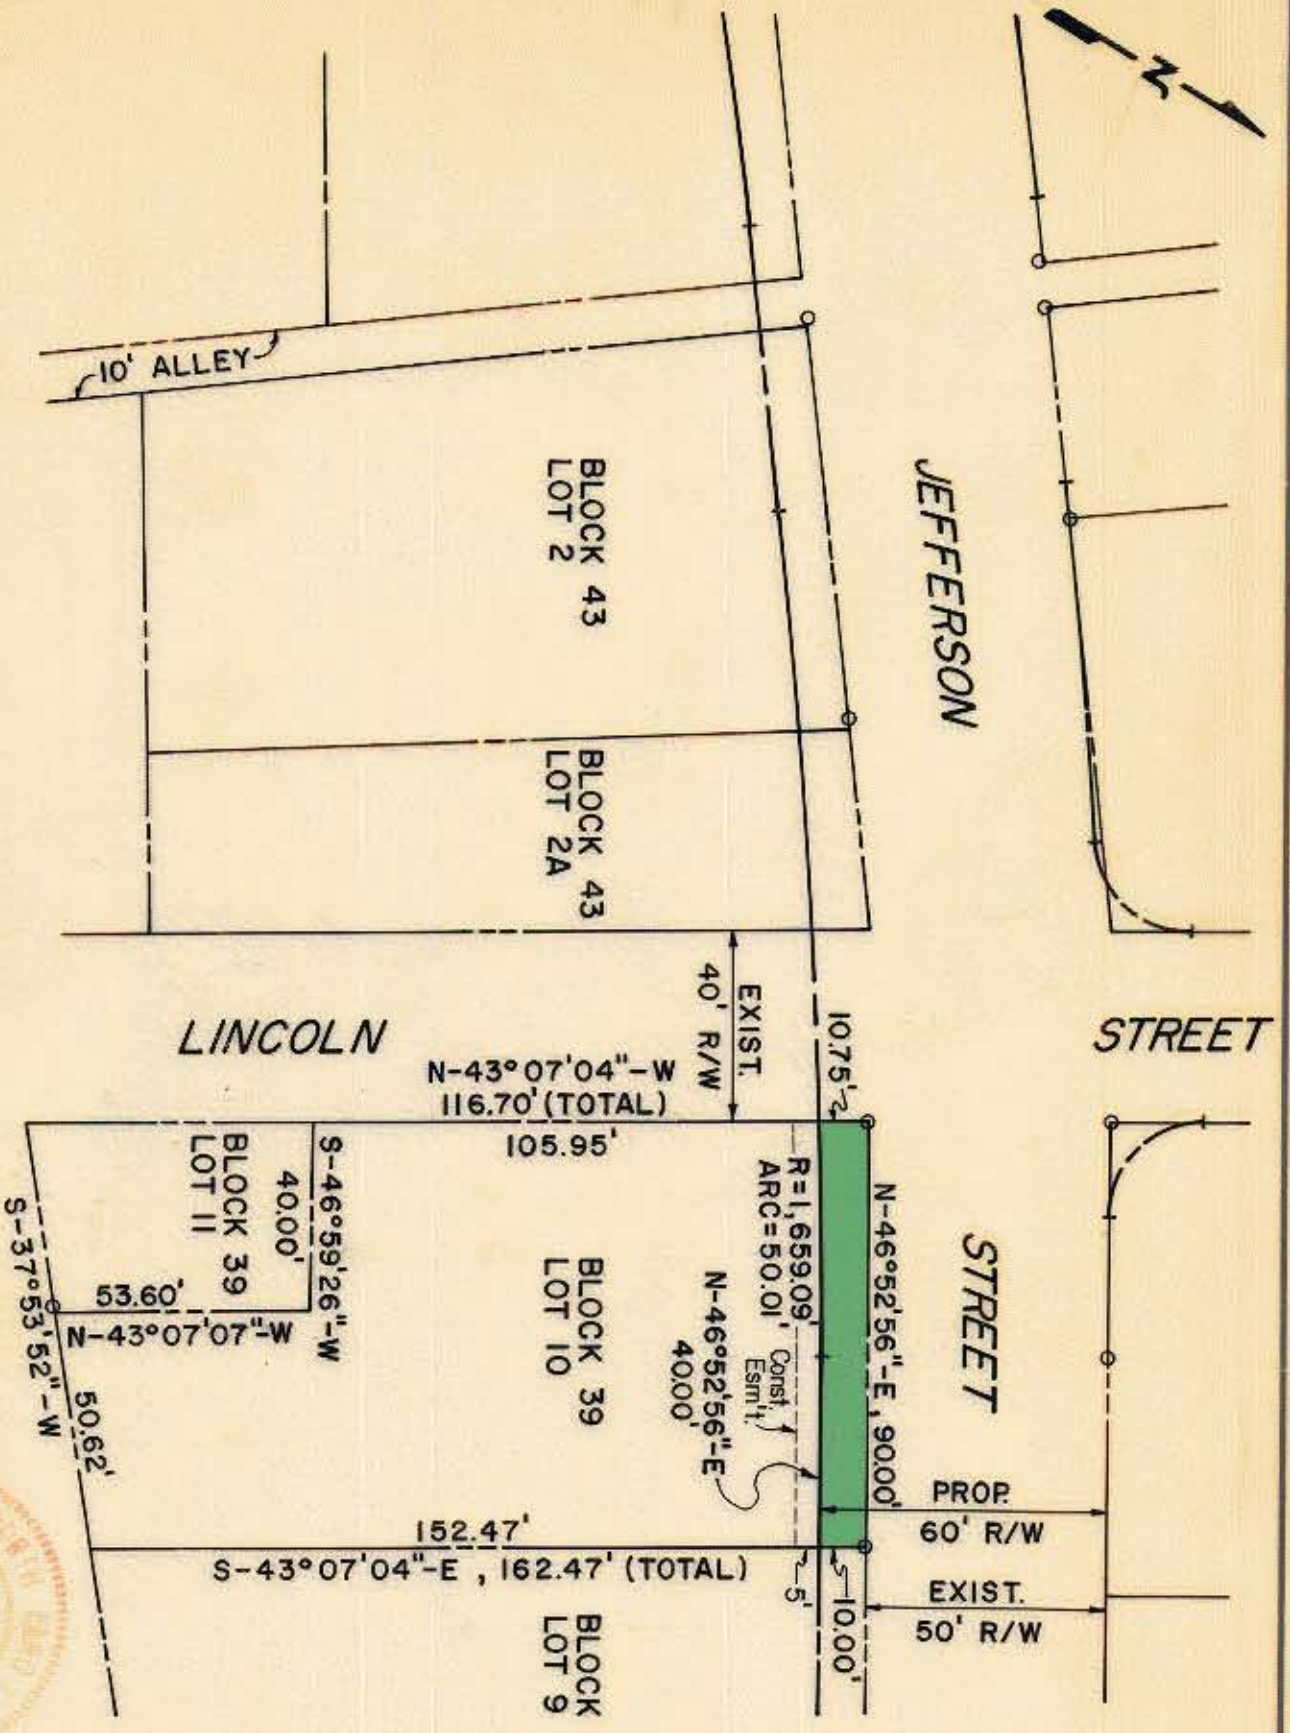 N
10' ALLEY
BLOCK 43
LOT 2
JEFFERSON
BLOCK 43
LOT 2A
EXIST.
40' R/W
LINCOLN
STREET
10.75'
N-43°07'04"-W
116.70' (TOTAL)
105.95'
S-46°59'26"-W
40.00'
BLOCK 39
LOT 11
53.60'
N-43°07'07"-W
S-37°53'52"-W
50.62'
R=1,659.09'
ARC=50.01'
Const.
Esm't.
N-46°52'56"-E
40.00'
BLOCK 39
LOT 10
N-46°52'56"-E, 90.00'
STREET
PROP.
60' R/W
152.47'
S-43°07'04"-E, 162.47' (TOTAL)
5'
10.00'
EXIST.
50' R/W
BLOCK
LOT 9